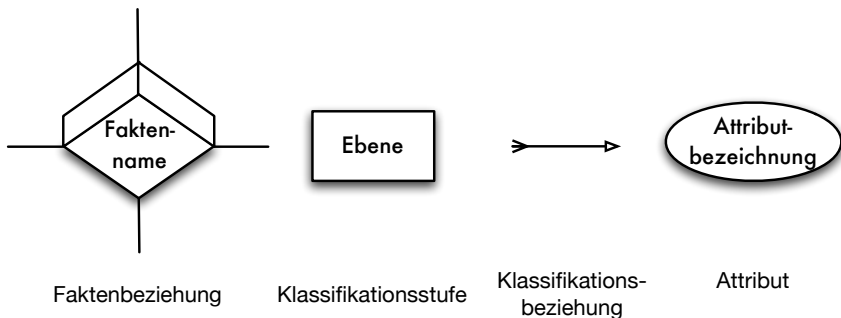 Fakten-
name
Ebene
Attribut-
bezeichnung
Faktenbeziehung
Klassifikationsstufe
Klassifikations-
beziehung
Attribut